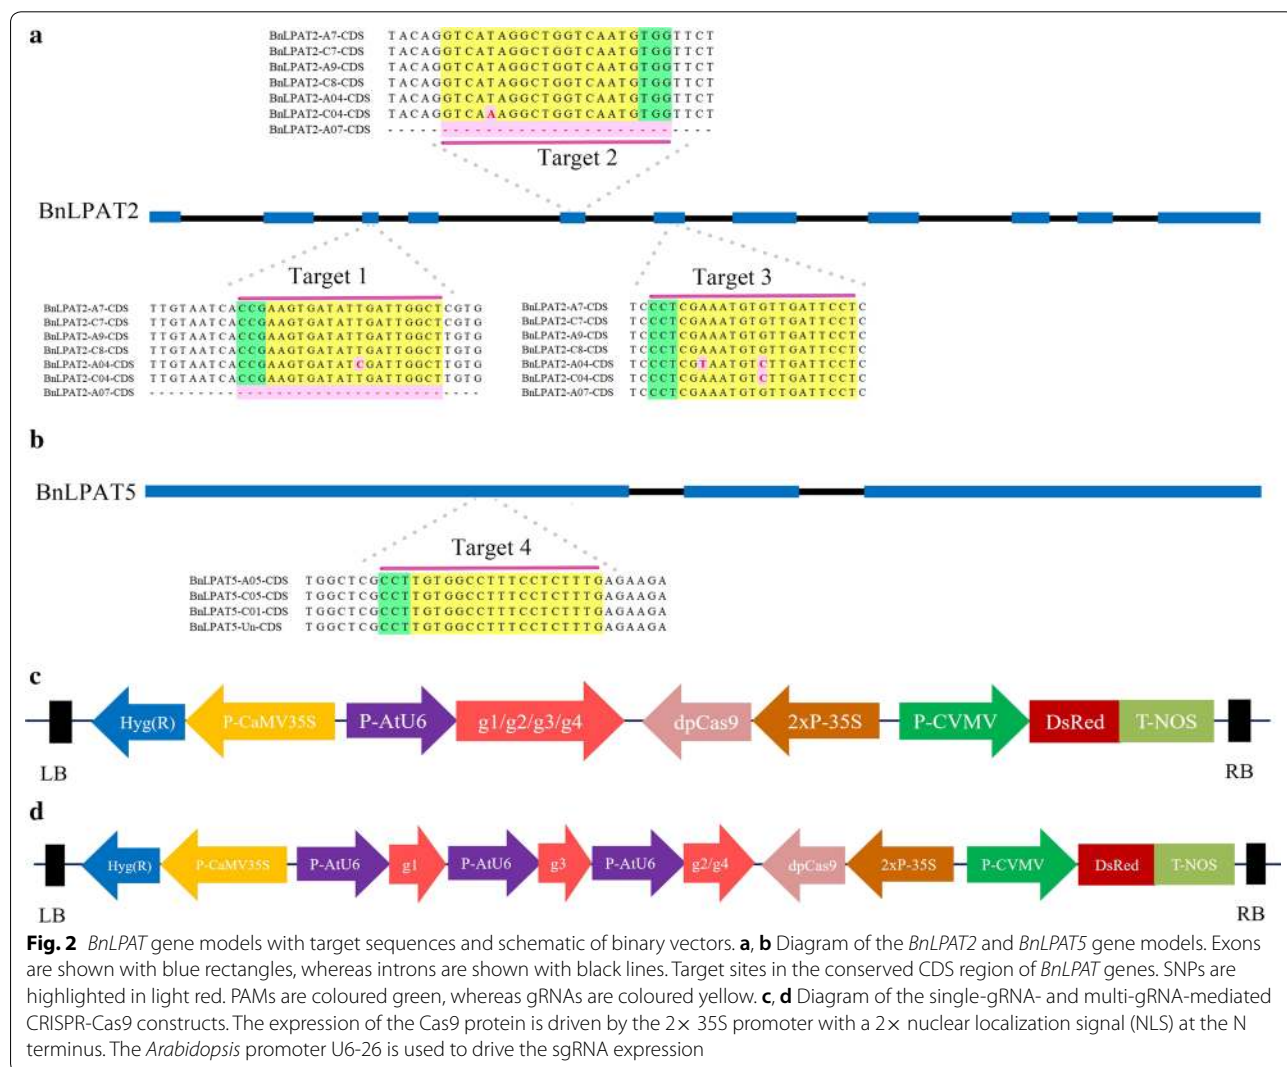 a
BnLPAT2-A7-CDS TACAGGTCATAGGCTGGTCAATGTGGTTCT
BnLPAT2-C7-CDS TACAGGTCATAGGCTGGTCAATGTGGTTCT
BnLPAT2-A9-CDS TACAGGTCATAGGCTGGTCAATGTGGTTCT
BnLPAT2-C8-CDS TACAGGTCATAGGCTGGTCAATGTGGTTCT
BnLPAT2-A04-CDS TACAGGTCATAGGCTGGTCAATGTGGTTCT
BnLPAT2-C04-CDS TACAGGTCAAAGGCTGGTCAATGTGGTTCT
BnLPAT2-A07-CDS ------------------------------
Target 2
BnLPAT2
Target 1
BnLPAT2-A7-CDS TTGTAATCACCGAAGTGATATTGATTGGCTCGTG
BnLPAT2-C7-CDS TTGTAATCACCGAAGTGATATTGATTGGCTCGTG
BnLPAT2-A9-CDS TTGTAATCACCGAAGTGATATTGATTGGCTTGTG
BnLPAT2-C8-CDS TTGTAATCACCGAAGTGATATTGATTGGCTTGTG
BnLPAT2-A04-CDS TTGTAATCACCGAAGTGATATCGATTGGCTTGTG
BnLPAT2-C04-CDS TTGTAATCACCGAAGTGATATTGATTGGCTTGTG
BnLPAT2-A07-CDS ----------------------------------
Target 3
BnLPAT2-A7-CDS TCCCTCGAAATGTGTTGATTCCTC
BnLPAT2-C7-CDS TCCCTCGAAATGTGTTGATTCCTC
BnLPAT2-A9-CDS TCCCTCGAAATGTGTTGATTCCTC
BnLPAT2-C8-CDS TCCCTCGAAATGTGTTGATTCCTC
BnLPAT2-A04-CDS TCCCTCGTAATGTCTTGATTCCTC
BnLPAT2-C04-CDS TCCCTCGAAATGTCTTGATTCCTC
BnLPAT2-A07-CDS TCCCTCGAAATGTGTTGATTCCTC
b
BnLPAT5
Target 4
BnLPAT5-A05-CDS TGGCTCGCCTTGTGGCCTTTCCTCTTTGAGAAGA
BnLPAT5-C05-CDS TGGCTCGCCTTGTGGCCTTTCCTCTTTGAGAAGA
BnLPAT5-C01-CDS TGGCTCGCCTTGTGGCCTTTCCTCTTTGAGAAGA
BnLPAT5-Un-CDS TGGCTCGCCTTGTGGCCTTTCCTCTTTGAGAAGA
c
Hyg(R) P-CaMV35S P-AtU6 g1/g2/g3/g4 dpCas9 2xP-35S P-CVMV DsRed T-NOS
LB RB
d
Hyg(R) P-CaMV35S P-AtU6 g1 P-AtU6 g3 P-AtU6 g2/g4 dpCas9 2xP-35S P-CVMV DsRed T-NOS
LB RB
Fig. 2 BnLPAT gene models with target sequences and schematic of binary vectors. a, b Diagram of the BnLPAT2 and BnLPAT5 gene models. Exons
are shown with blue rectangles, whereas introns are shown with black lines. Target sites in the conserved CDS region of BnLPAT genes. SNPs are
highlighted in light red. PAMs are coloured green, whereas gRNAs are coloured yellow. c, d Diagram of the single-gRNA- and multi-gRNA-mediated
CRISPR-Cas9 constructs. The expression of the Cas9 protein is driven by the 2× 35S promoter with a 2× nuclear localization signal (NLS) at the N
terminus. The Arabidopsis promoter U6-26 is used to drive the sgRNA expression